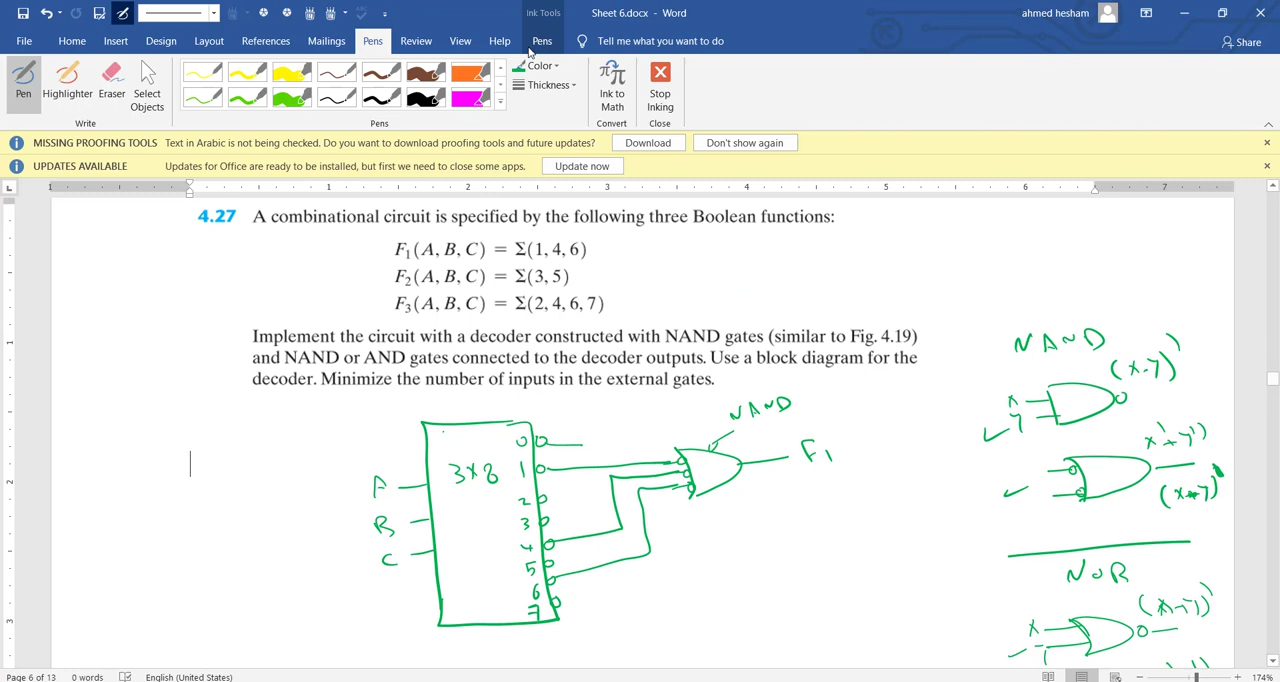 Ink Tools
Sheet 6.docx - Word
ahmed hesham
File Home Insert Design Layout References Mailings Pens Review View Help Pens Tell me what you want to do Share
Pen Highlighter Eraser Select Objects
Color
Thickness
Ink to Math
Stop Inking
Write Pens Convert Close
MISSING PROOFING TOOLS Text in Arabic is not being checked. Do you want to download proofing tools and future updates? Download Don't show again
UPDATES AVAILABLE Updates for Office are ready to be installed, but first we need to close some apps. Update now
1 1 2 3 4 5 6 7
4.27 A combinational circuit is specified by the following three Boolean functions:
F₁(A, B, C) = Σ(1, 4, 6)
F₂(A, B, C) = Σ(3, 5)
F₃(A, B, C) = Σ(2, 4, 6, 7)
Implement the circuit with a decoder constructed with NAND gates (similar to Fig. 4.19)
and NAND or AND gates connected to the decoder outputs. Use a block diagram for the
decoder. Minimize the number of inputs in the external gates.
NAND
3x8
A
B
C
0
1
2
3
4
5
6
7
F1
NAND
(x.y)'
x
y
x'+y'
(x.y)'
NOR
x
Page 6 of 13 0 words English (United States) 174%